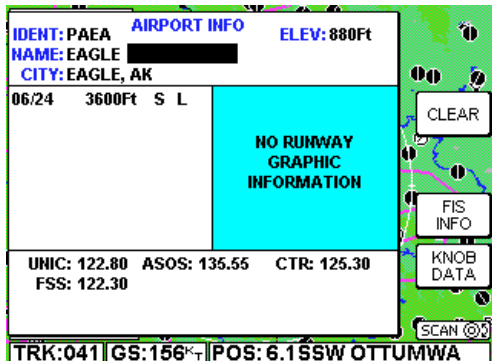 AIRPORT INFO
IDENT: PAEA ELEV: 880Ft
NAME: EAGLE
CITY: EAGLE, AK
06/24 3600Ft S L
NO RUNWAY
GRAPHIC
INFORMATION
UNIC: 122.80 ASOS: 135.55 CTR: 125.30
FSS: 122.30
CLEAR
FIS
INFO
KNOB
DATA
SCAN
TRK:041 GS:156KT POS: 6.1SSW OTTUMWA